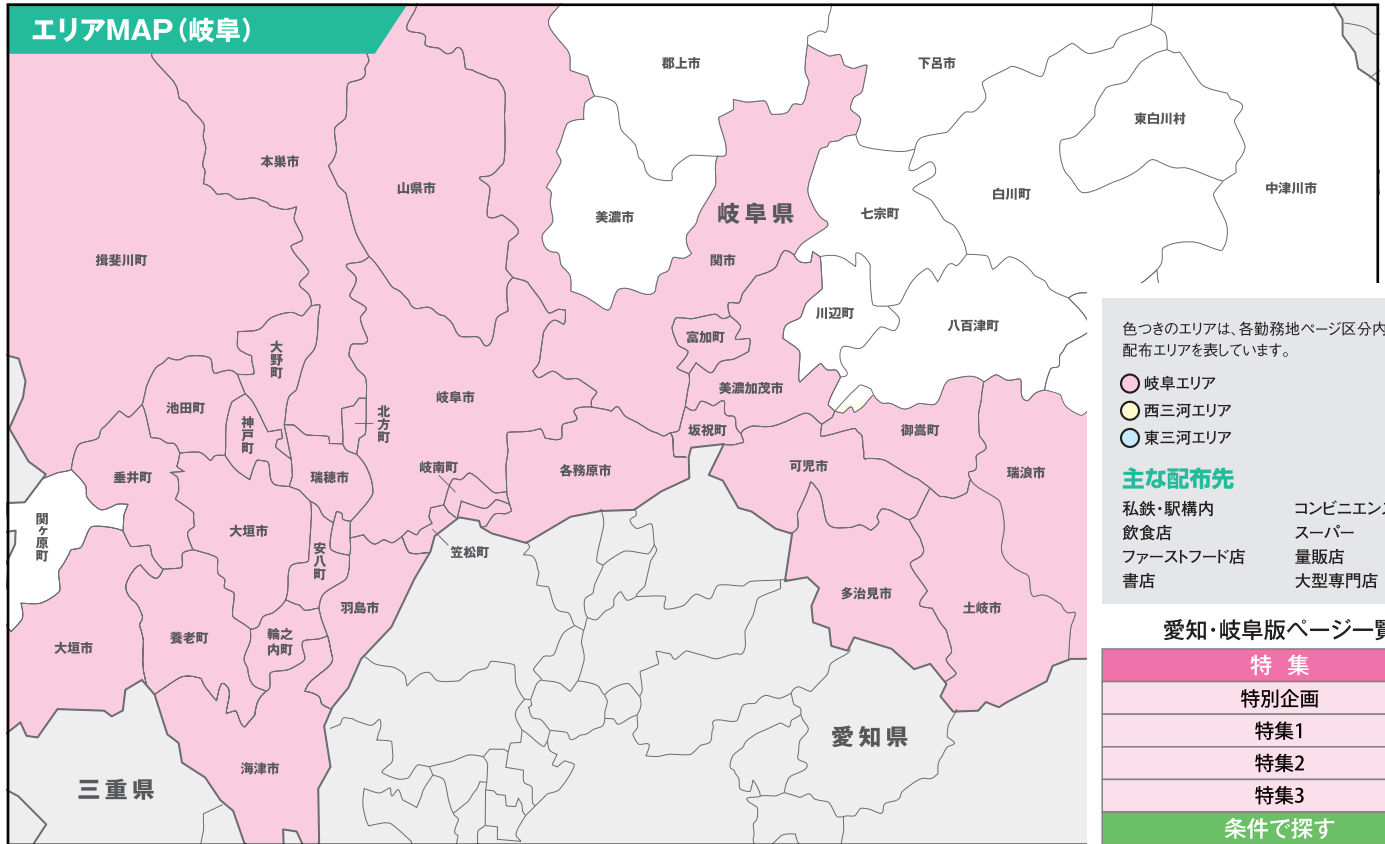 エリアMAP（岐阜）
郡上市
下呂市
東白川村
本巣市
山県市
白川町
中津川市
美濃市
岐阜県
七宗町
揖斐川町
関市
川辺町
八百津町
富加町
大野町
美濃加茂市
岐阜市
池田町
北方町
神戸町
坂祝町
御嵩町
岐南町
可児市
各務原市
瑞浪市
垂井町
瑞穂市
大垣市
関ヶ原町
安八町
笠松町
多治見市
土岐市
羽島市
養老町
輪之内町
大垣市
愛知県
海津市
三重県
色つきのエリアは、各勤務地ページ区分内
配布エリアを表しています。
岐阜エリア
西三河エリア
東三河エリア
主な配布先
私鉄・駅構内 コンビニエンス
飲食店 スーパー
ファーストフード店 量販店
書店 大型専門店
愛知・岐阜版ページ一覧
特 集
特別企画
特集1
特集2
特集3
条件で探す